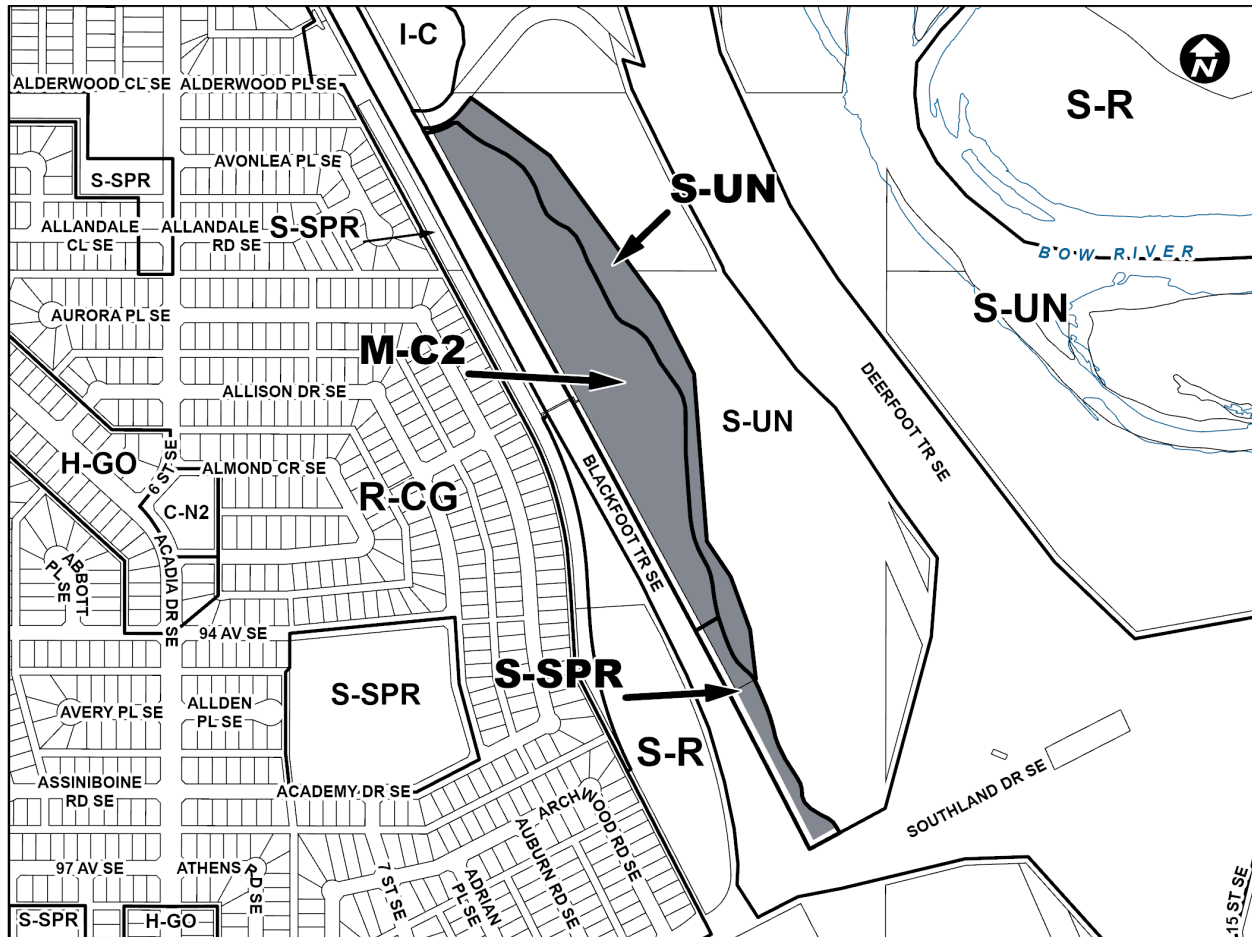 I-C
N
S-R
ALDERWOOD CL SE
ALDERWOOD PL SE
AVONLEA PL SE
S-SPR
S-UN
ALLANDALE
CL SE
ALLANDALE
RD SE
S-SPR
BOW RIVER
S-UN
AURORA PL SE
M-C2
DEERFOOT TR SE
ALLISON DR SE
S-UN
H-GO
6 ST SE
ALMOND CR SE
R-CG
C-N2
BLACKFOOT TR SE
ABBOTT
PL SE
ACADIA DR SE
94 AV SE
S-SPR
S-SPR
AVERY PL SE
ALLDEN
PL SE
S-R
ASSINIBOINE
RD SE
ACADEMY DR SE
ARCHWOOD RD SE
SOUTHLAND DR SE
97 AV SE
ATHENS
RD SE
7 ST SE
ADRIAN
PL SE
AUBURN RD SE
15 ST SE
S-SPR
H-GO